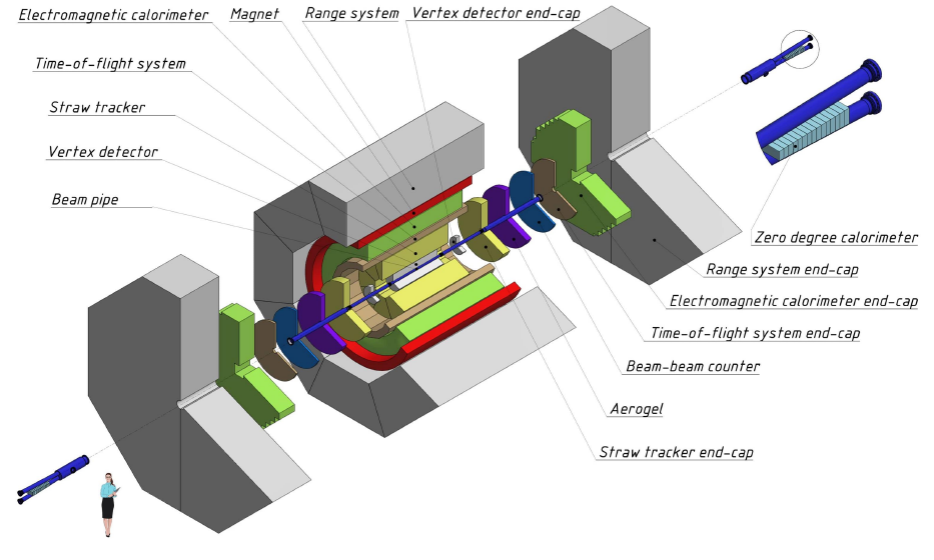 Electromagnetic calorimeter
Magnet
Range system
Vertex detector end-cap
Time-of-flight system
Straw tracker
Vertex detector
Beam pipe
Zero degree calorimeter
Range system end-cap
Electromagnetic calorimeter end-cap
Time-of-flight system end-cap
Beam-beam counter
Aerogel
Straw tracker end-cap